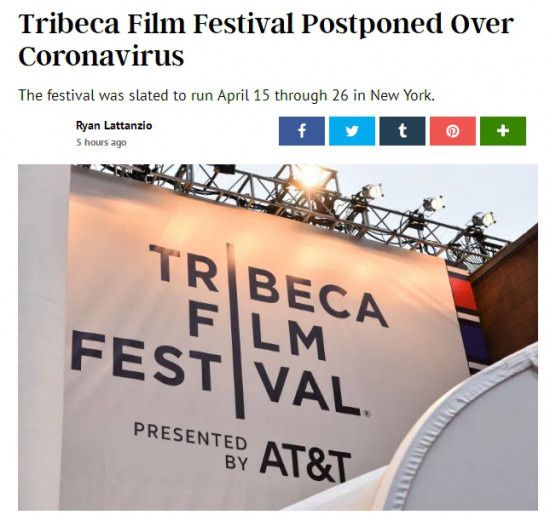 Tribeca Film Festival Postponed Over
Coronavirus
The festival was slated to run April 15 through 26 in New York.
Ryan Lattanzio
5 hours ago
TRIBECA
FILM
FESTIVAL®
PRESENTED
BY AT&T